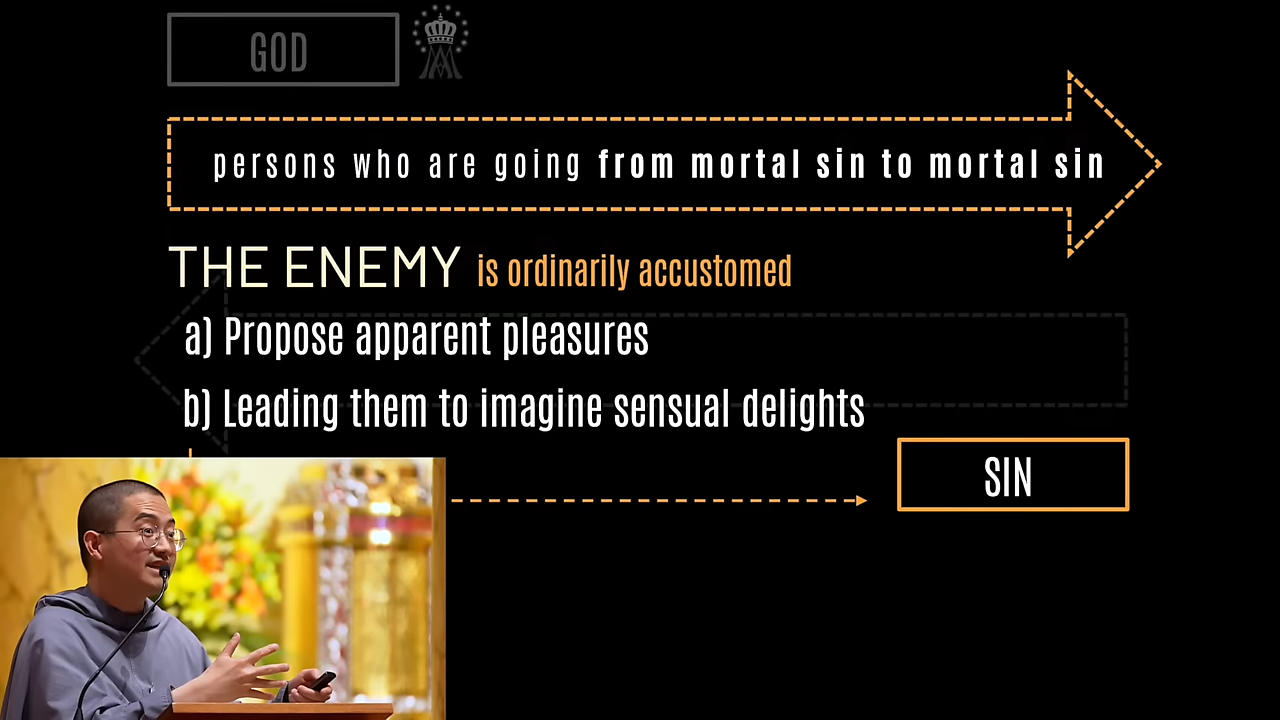 GOD
persons who are going from mortal sin to mortal sin
THE ENEMY is ordinarily accustomed
a) Propose apparent pleasures
b) Leading them to imagine sensual delights
SIN